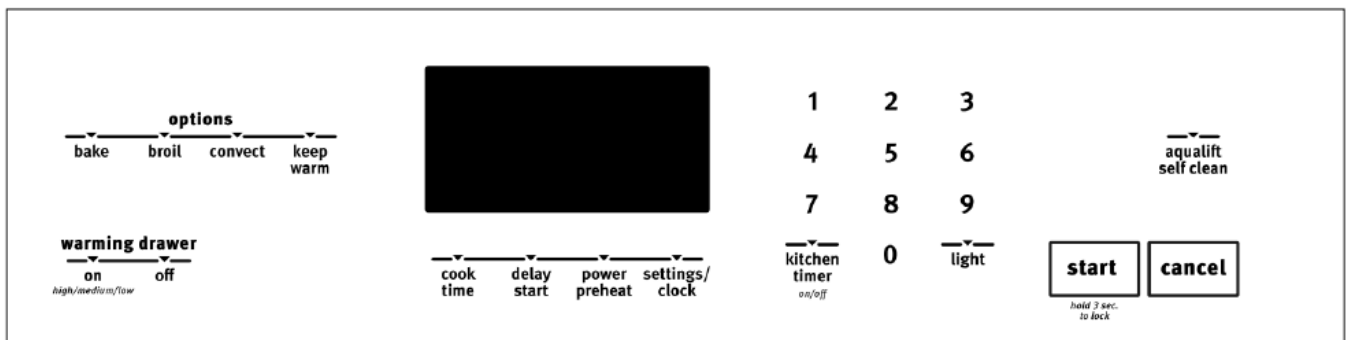 options
bake broil convect keep
warm
warming drawer
on off
high/medium/low
cook delay power settings/
time start preheat clock
1 2 3
4 5 6
7 8 9
kitchen 0 light
timer
on/off
aqualift
self clean
start cancel
hold 3 sec.
to lock